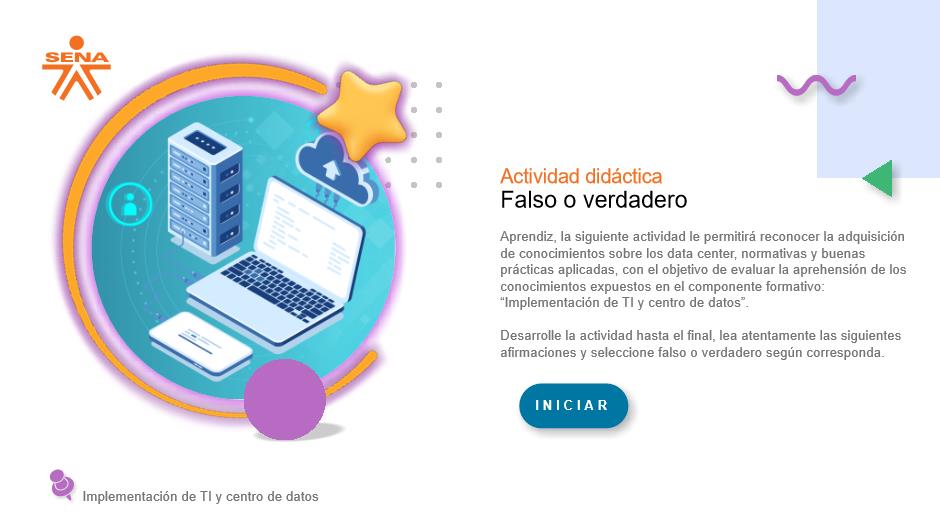 SENA
Actividad didáctica
Falso o verdadero
Aprendiz, la siguiente actividad le permitirá reconocer la adquisición
de conocimientos sobre los data center, normativas y buenas
prácticas aplicadas, con el objetivo de evaluar la aprehensión de los
conocimientos expuestos en el componente formativo:
“Implementación de TI y centro de datos”.
Desarrolle la actividad hasta el final, lea atentamente las siguientes
afirmaciones y seleccione falso o verdadero según corresponda.
INICIAR
Implementación de TI y centro de datos